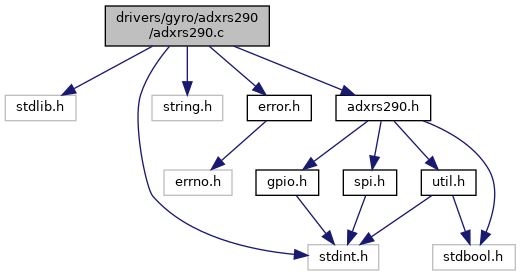 drivers/gyro/adxrs290
/adxrs290.c
stdlib.h
string.h
error.h
adxrs290.h
errno.h
gpio.h
spi.h
util.h
stdint.h
stdbool.h